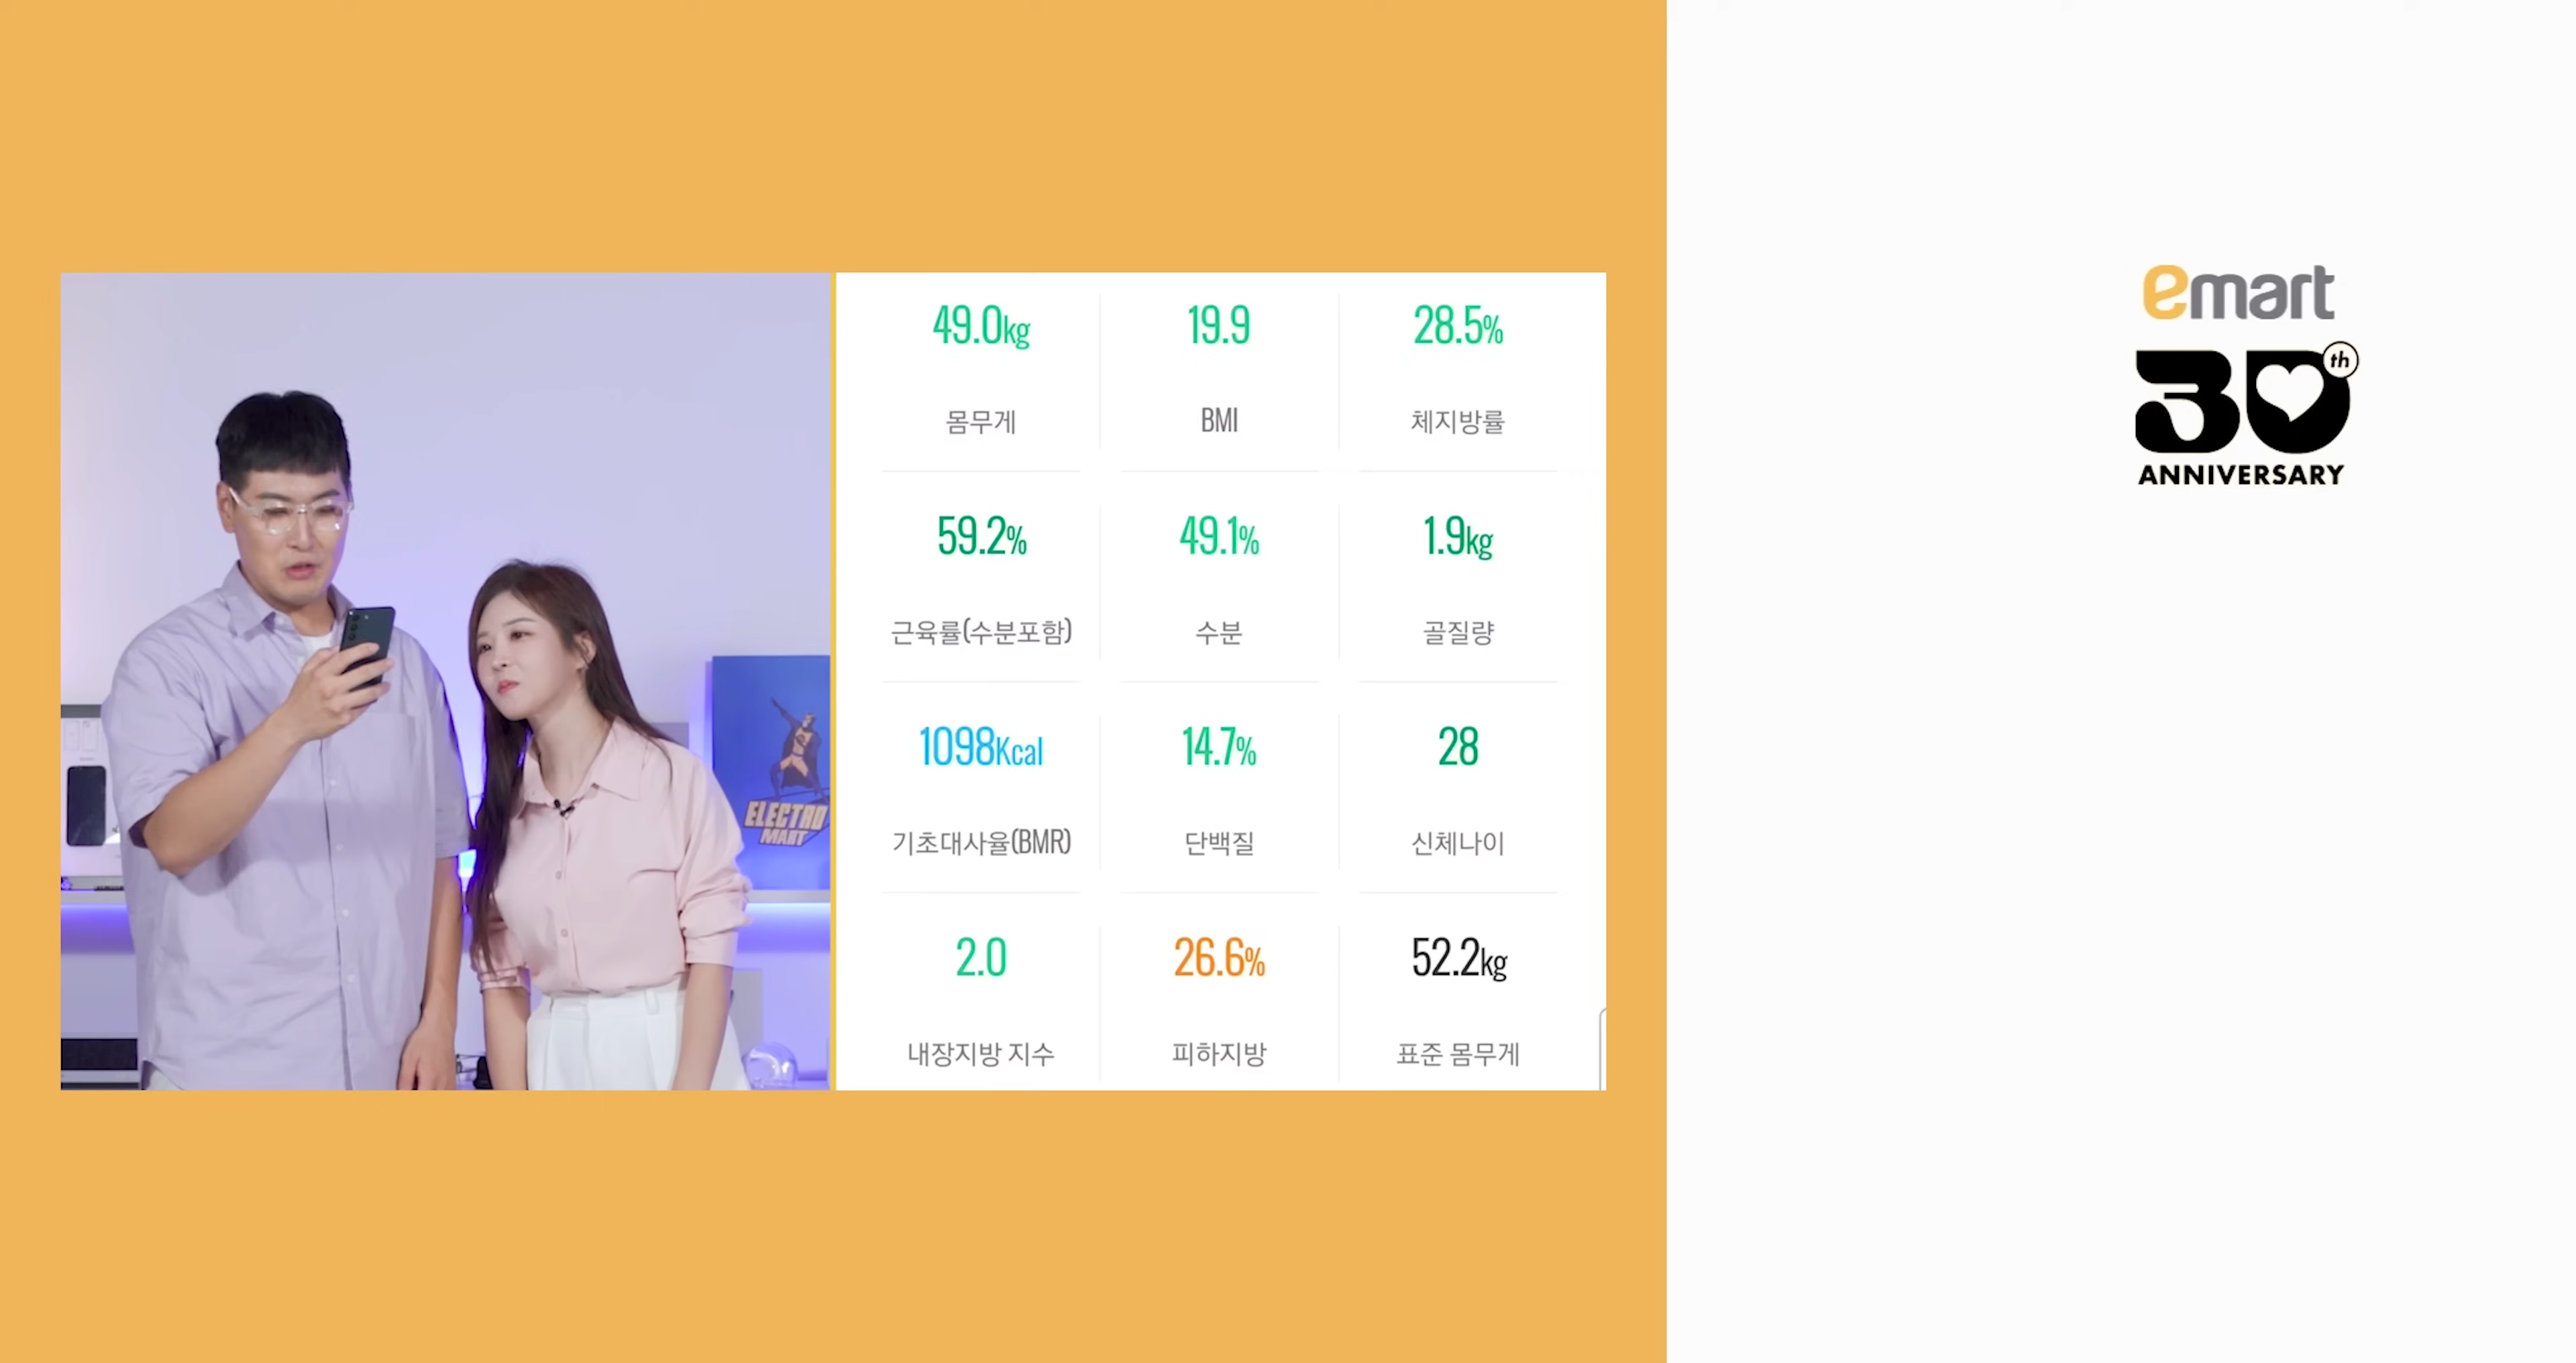 49.0kg 19.9 28.5%
몸무게 BMI 체지방률
59.2% 49.1% 1.9kg
근육률(수분포함) 수분 골질량
1098Kcal 14.7% 28
기초대사율(BMR) 단백질 신체나이
2.0 26.6% 52.2kg
내장지방 지수 피하지방 표준 몸무게
ELECTRO
MART
emart
30th
ANNIVERSARY